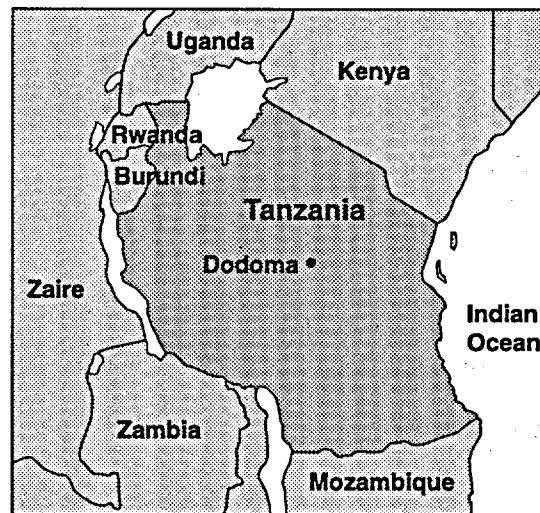 Uganda
Kenya
Rwanda
Burundi
Tanzania
Dodoma
Zaire
Indian
Ocean
Zambia
Mozambique